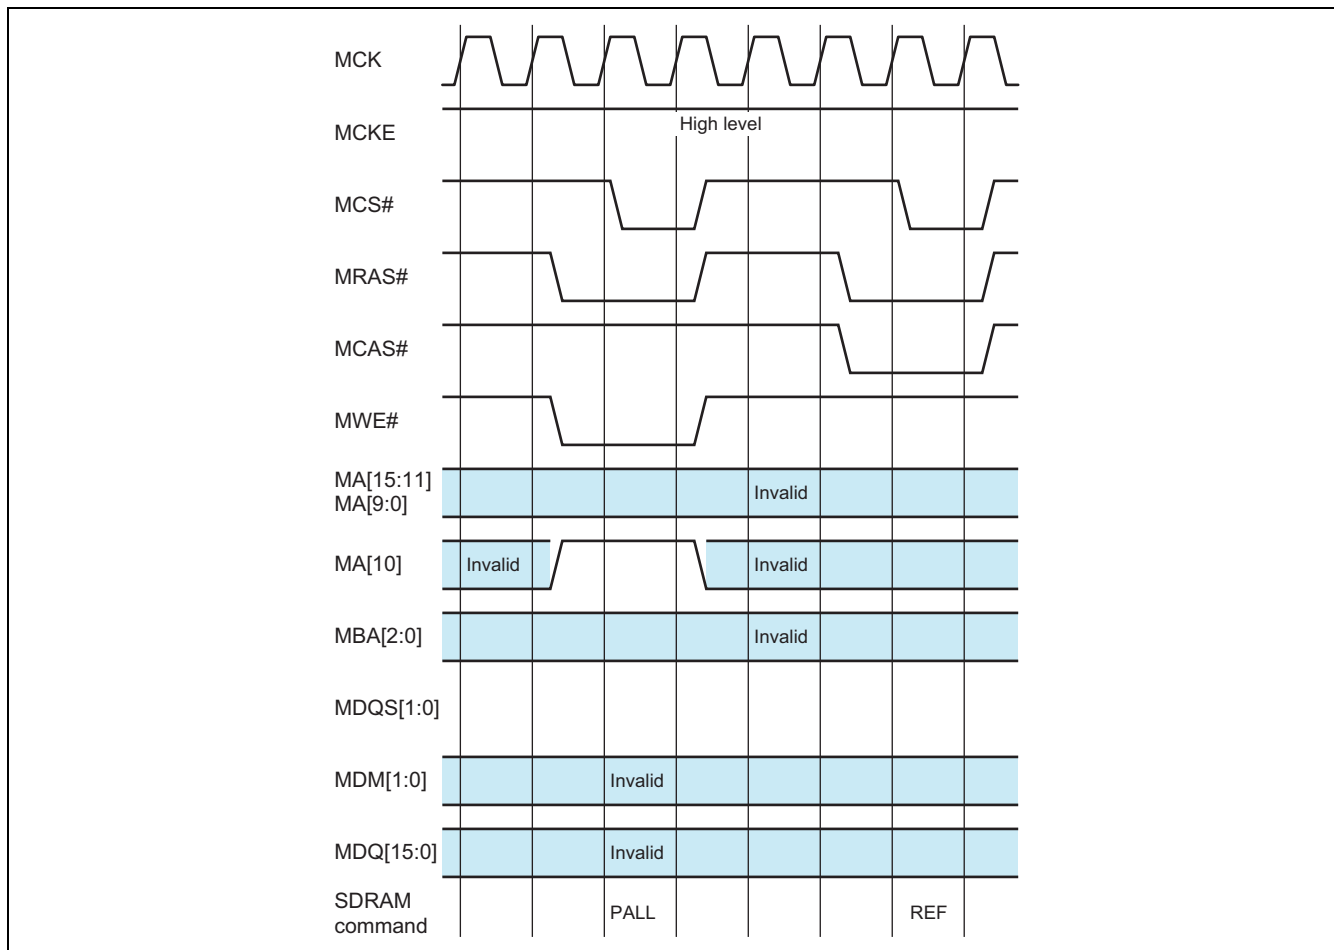 MCK
MCKE
High level
MCS#
MRAS#
MCAS#
MWE#
MA[15:11]
MA[9:0]
Invalid
MA[10]
Invalid
Invalid
MBA[2:0]
Invalid
MDQS[1:0]
MDM[1:0]
Invalid
MDQ[15:0]
Invalid
SDRAM
command
PALL
REF